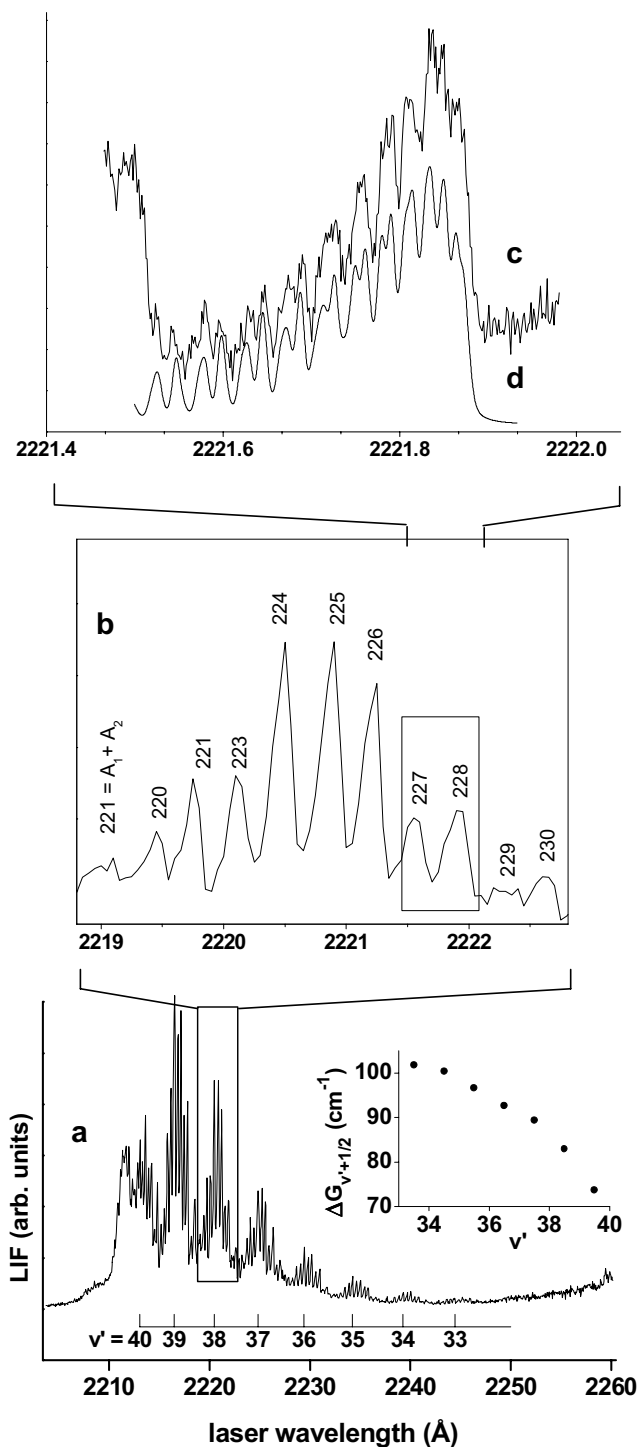 c
d
2221.4 2221.6 2221.8 2222.0
b
224 225
226
221 = A₁ + A₂
220
221
223
227
228
229
230
2219 2220 2221 2222
a
LIF (arb. units)
ΔG_v'+1/2 (cm⁻¹)
100
90
80
70
34 36 38 40
v'
v' = 40 39 38 37 36 35 34 33
2210 2220 2230 2240 2250 2260
laser wavelength (Å)